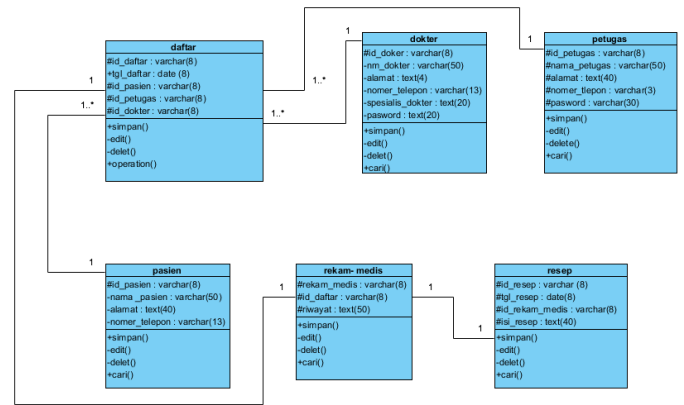 daftar
#id_daftar : varchar(8)
+tgl_daftar : date (8)
#id_pasien : varchar(8)
#id_petugas : varchar(8)
#id_dokter : varchar(8)
+simpan()
-edit()
-delet()
+operation()
dokter
#id_doker : varchar(8)
-nm_dokter : varchar(50)
-alamat : text(4)
-nomer_telepon : varchar(13)
-spesialis_dokter : text(20)
-pasword : text(20)
+simpan()
-edit()
-delet()
+cari()
petugas
#id_petugas : varchar(8)
#nama_petugas : varchar(50)
#alamat : text(40)
#nomer_tlepon : varchar(3)
#pasword : varchar(30)
+simpan()
-edit()
-delete()
+cari()
1
1..*
1..*
1..*
1
1
pasien
#id_pasien : varchar(8)
-nama _pasien : varchar(50)
-alamat : text(40)
-nomer_telepon : varchar(13)
+simpan()
-edit()
-delet()
+cari()
rekam- medis
#rekam_medis : varchar(8)
#id_daftar : varchar(8)
#riwayat : text(50)
+simpan()
-edit()
-delet()
+cari()
resep
#id_resep : varchar (8)
#tgl_resep : date(8)
#id_rekam_medis : varchar(8)
#isi_resep : text(40)
+simpan()
-edit()
-delet()
+cari()
1
1
1
1